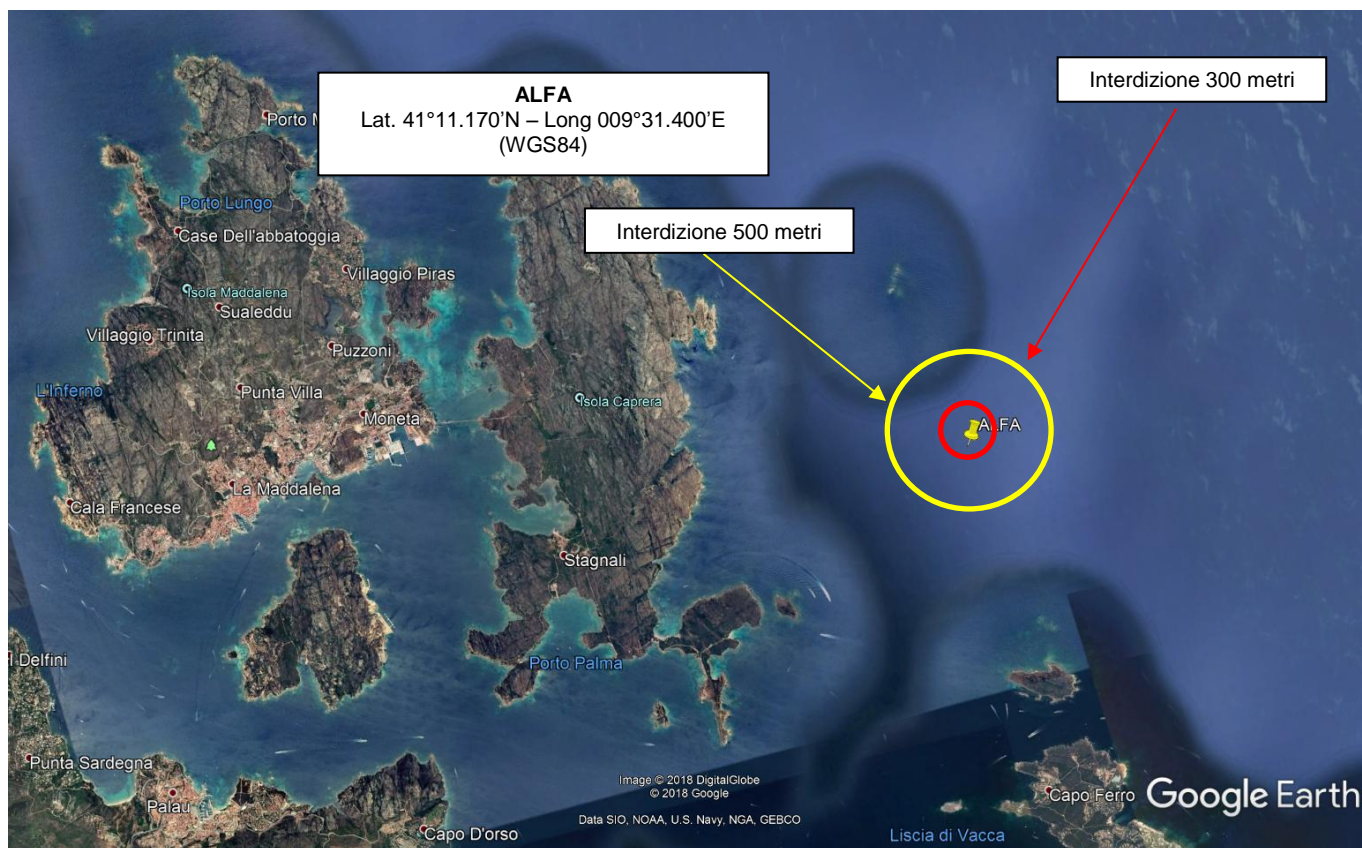 ALFA
Lat. 41°11.170’N – Long 009°31.400’E
(WGS84)
Interdizione 300 metri
Interdizione 500 metri
Porto Lungo
Case Dell'abbatoggia
Villaggio Piras
Isola Maddalena
Sualeddu
Villaggio Trinita
Puzzoni
L'Inferno
Punta Villa
Isola Caprera
Moneta
ALFA
La Maddalena
Cala Francese
Stagnali
Delfini
Porto Palma
Punta Sardegna
Palau
Capo D'orso
Image © 2018 DigitalGlobe
© 2018 Google
Data SIO, NOAA, U.S. Navy, NGA, GEBCO
Capo Ferro
Google Earth
Liscia di Vacca